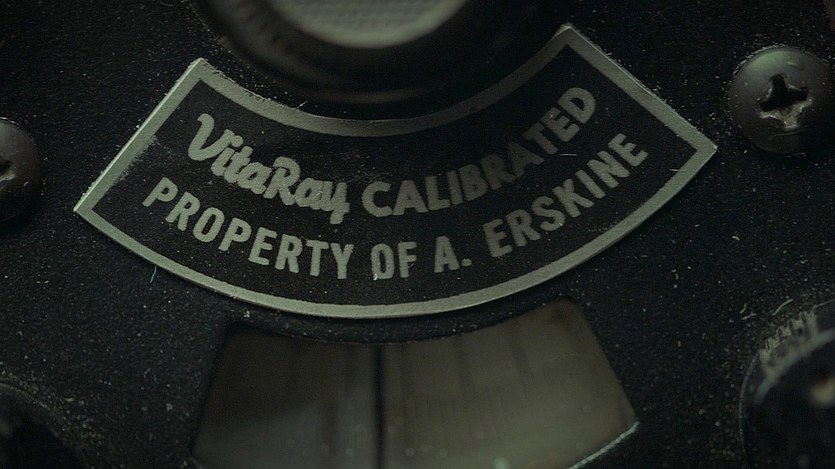 VitaRay CALIBRATED
PROPERTY OF A. ERSKINE